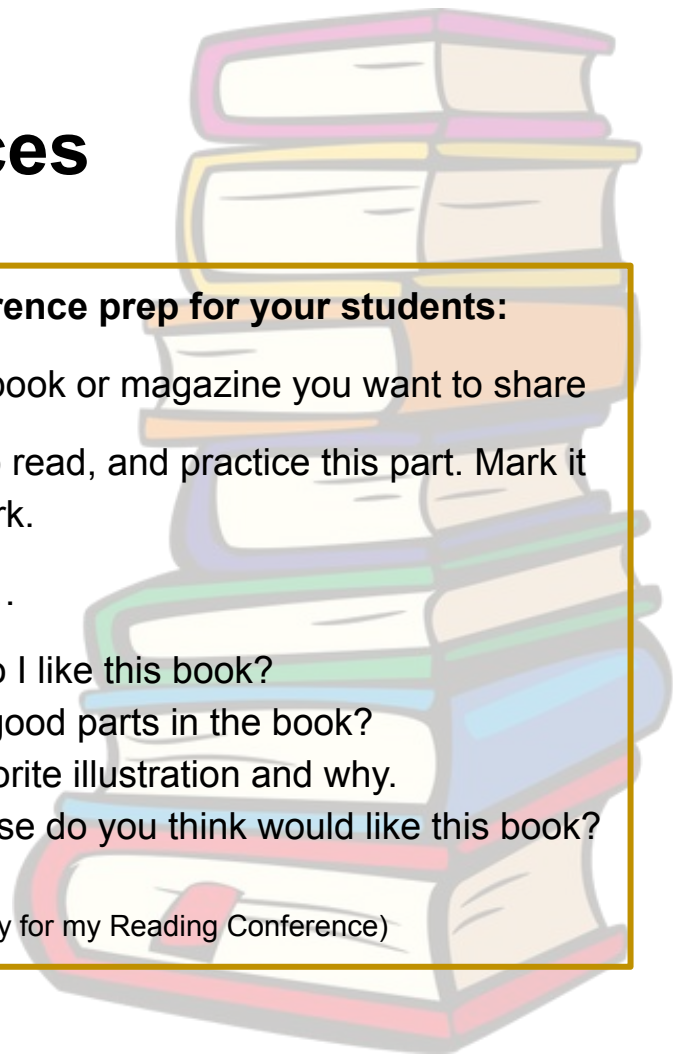 ces
rence prep for your students:
book or magazine you want to share
read, and practice this part. Mark it
rk.
.
o I like this book?
good parts in the book?
orite illustration and why.
se do you think would like this book?
y for my Reading Conference)